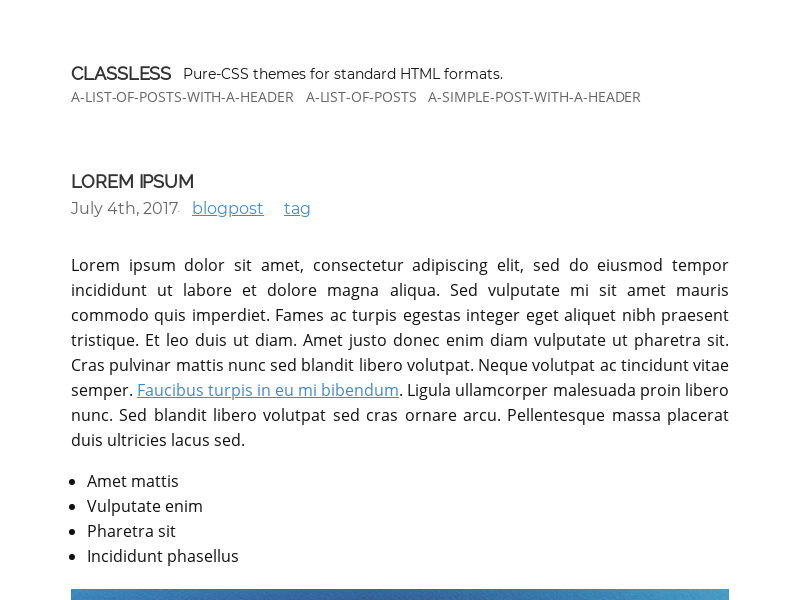 CLASSLESS Pure-CSS themes for standard HTML formats.
A-LIST-OF-POSTS-WITH-A-HEADER A-LIST-OF-POSTS A-SIMPLE-POST-WITH-A-HEADER
LOREM IPSUM
July 4th, 2017 blogpost tag
Lorem ipsum dolor sit amet, consectetur adipiscing elit, sed do eiusmod tempor
incididunt ut labore et dolore magna aliqua. Sed vulputate mi sit amet mauris
commodo quis imperdiet. Fames ac turpis egestas integer eget aliquet nibh praesent
tristique. Et leo duis ut diam. Amet justo donec enim diam vulputate ut pharetra sit.
Cras pulvinar mattis nunc sed blandit libero volutpat. Neque volutpat ac tincidunt vitae
semper. Faucibus turpis in eu mi bibendum. Ligula ullamcorper malesuada proin libero
nunc. Sed blandit libero volutpat sed cras ornare arcu. Pellentesque massa placerat
duis ultricies lacus sed.
• Amet mattis
• Vulputate enim
• Pharetra sit
• Incididunt phasellus